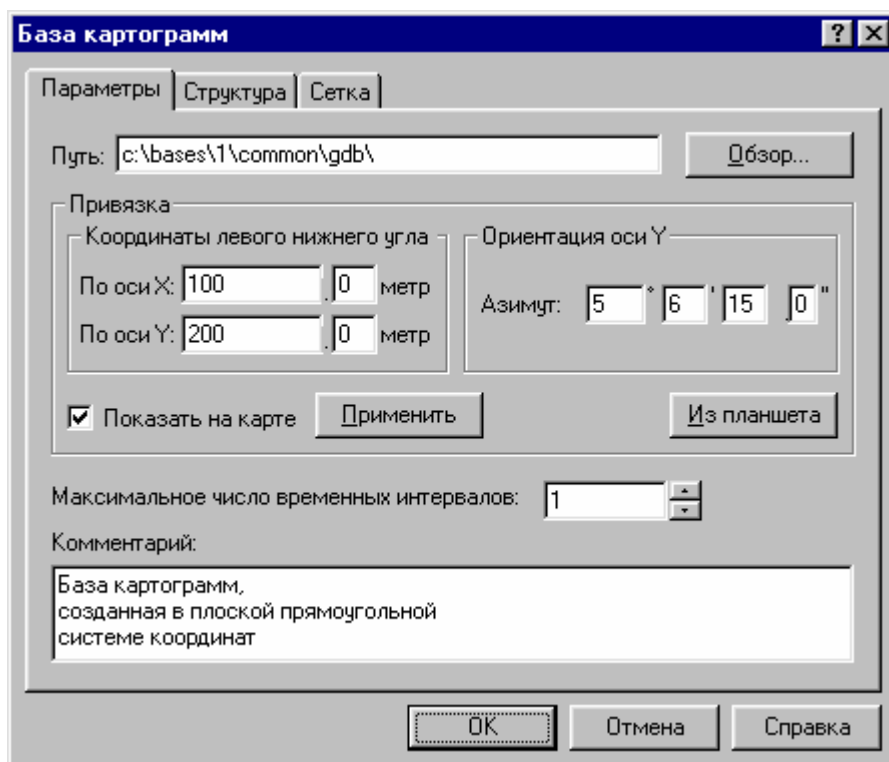 База картограмм
Параметры Структура Сетка
Путь: c:\bases\1\common\gdb\ Обзор...
Привязка
Координаты левого нижнего угла
По оси X: 100 .0 метр
По оси Y: 200 .0 метр
Ориентация оси Y
Азимут: 5 ° 6 ' 15 .0 "
Показать на карте Применить Из планшета
Максимальное число временных интервалов: 1
Комментарий:
База картограмм,
созданная в плоской прямоугольной
системе координат
OK Отмена Справка